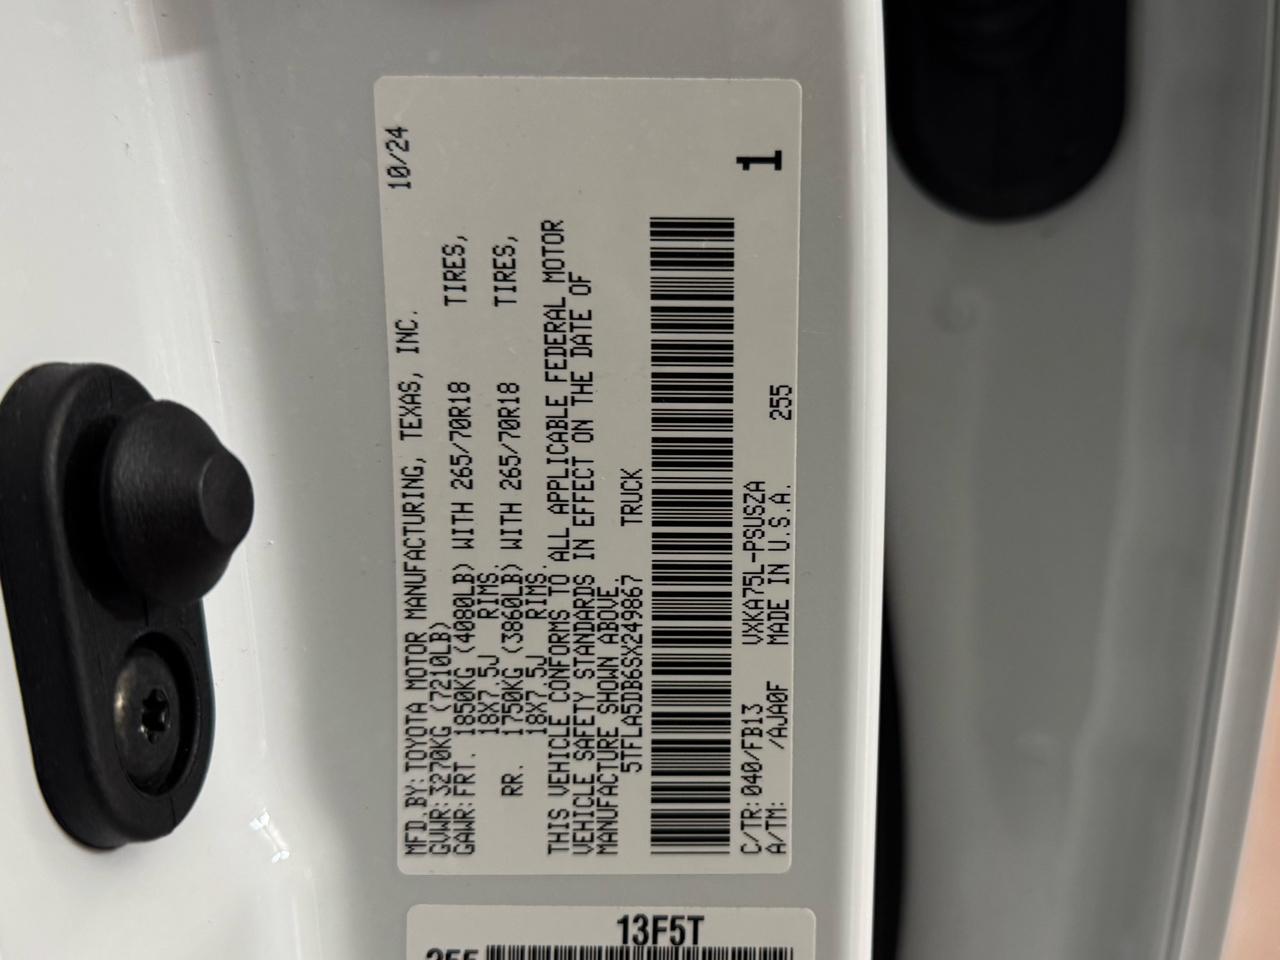 MFD.BY:TOYOTA MOTOR MANUFACTURING, TEXAS, INC. 10/24
GVWR:3270KG (7210LB)
GAWR:FRT. 1850KG (4080LB) WITH 265/70R18 TIRES,
18X7.5J RIMS.
RR. 1750KG (3860LB) WITH 265/70R18 TIRES,
18X7.5J RIMS.
THIS VEHICLE CONFORMS TO ALL APPLICABLE FEDERAL MOTOR
VEHICLE SAFETY STANDARDS IN EFFECT ON THE DATE OF
MANUFACTURE SHOWN ABOVE.
5TFLA5DB6SX249867 TRUCK
C/TR:040/FB13 VXKA75L-PSUSZA 1
A/TM: /AJA0F MADE IN U.S.A. 255
13F5T
255